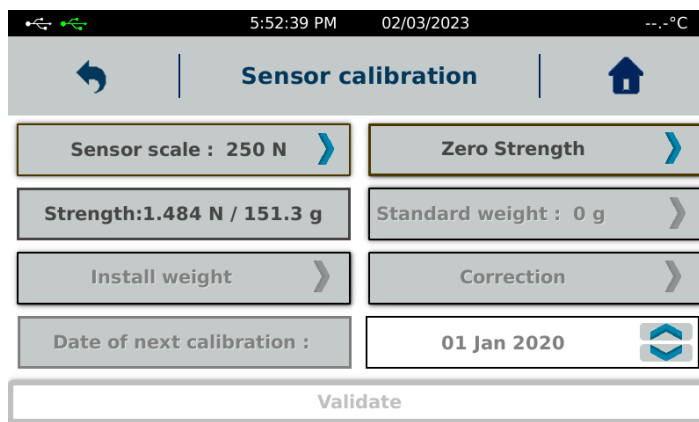 5:52:39 PM 02/03/2023 --.-°C
Sensor calibration
Sensor scale : 250 N
Zero Strength
Strength:1.484 N / 151.3 g
Standard weight : 0 g
Install weight
Correction
Date of next calibration :
01 Jan 2020
Validate